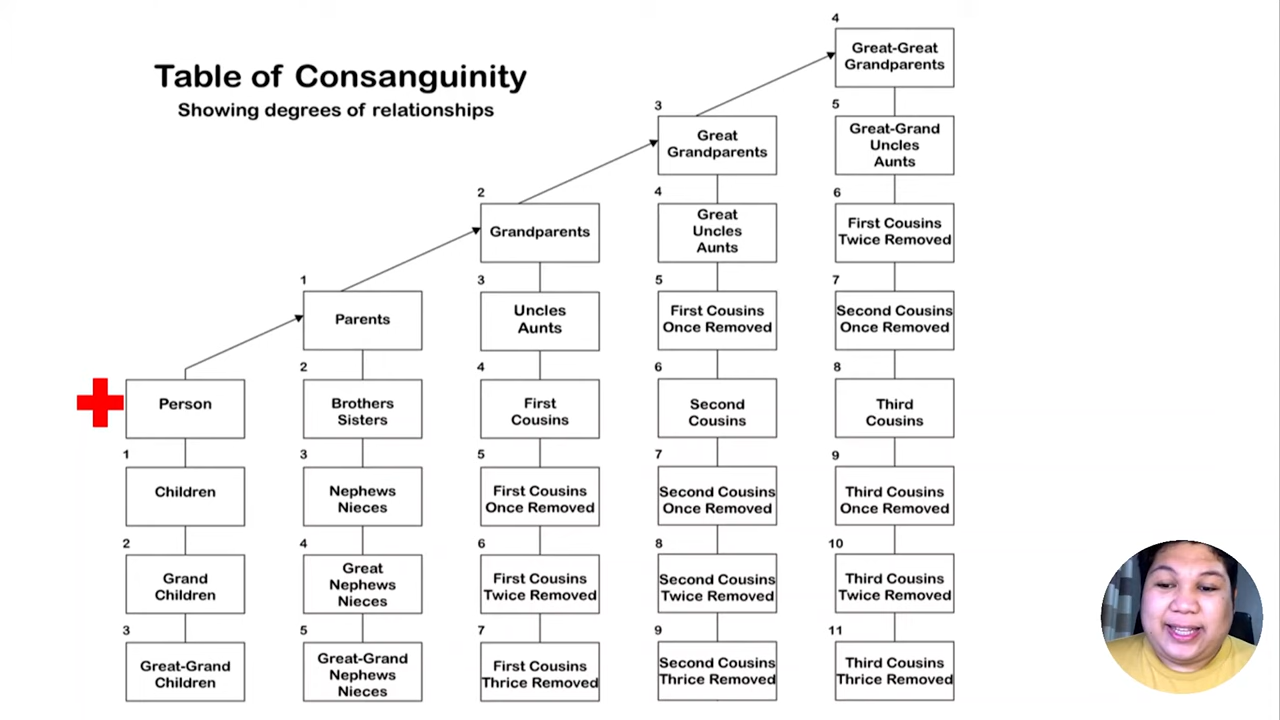 Table of Consanguinity
Showing degrees of relationships
4
Great-Great
Grandparents
3
Great
Grandparents
5
Great-Grand
Uncles
Aunts
2
Grandparents
4
Great
Uncles
Aunts
6
First Cousins
Twice Removed
1
Parents
3
Uncles
Aunts
5
First Cousins
Once Removed
7
Second Cousins
Once Removed
Person
2
Brothers
Sisters
4
First
Cousins
6
Second
Cousins
8
Third
Cousins
1
Children
3
Nephews
Nieces
5
First Cousins
Once Removed
7
Second Cousins
Once Removed
9
Third Cousins
Once Removed
2
Grand
Children
4
Great
Nephews
Nieces
6
First Cousins
Twice Removed
8
Second Cousins
Twice Removed
10
Third Cousins
Twice Removed
3
Great-Grand
Children
5
Great-Grand
Nephews
Nieces
7
First Cousins
Thrice Removed
9
Second Cousins
Thrice Removed
11
Third Cousins
Thrice Removed